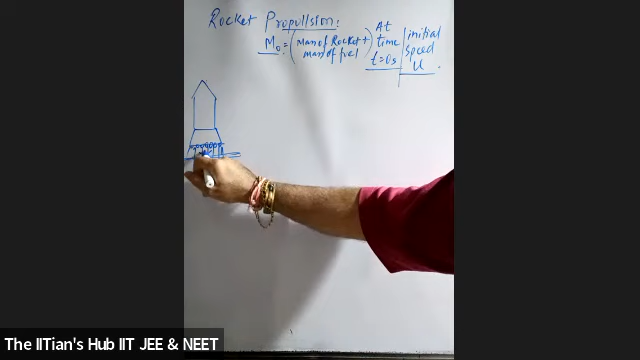 Rocket Propullsion:
M₀ = (Mass of Rocket + mass of fuel) At time t=0s | initial speed u.
The IITian's Hub IIT JEE & NEET